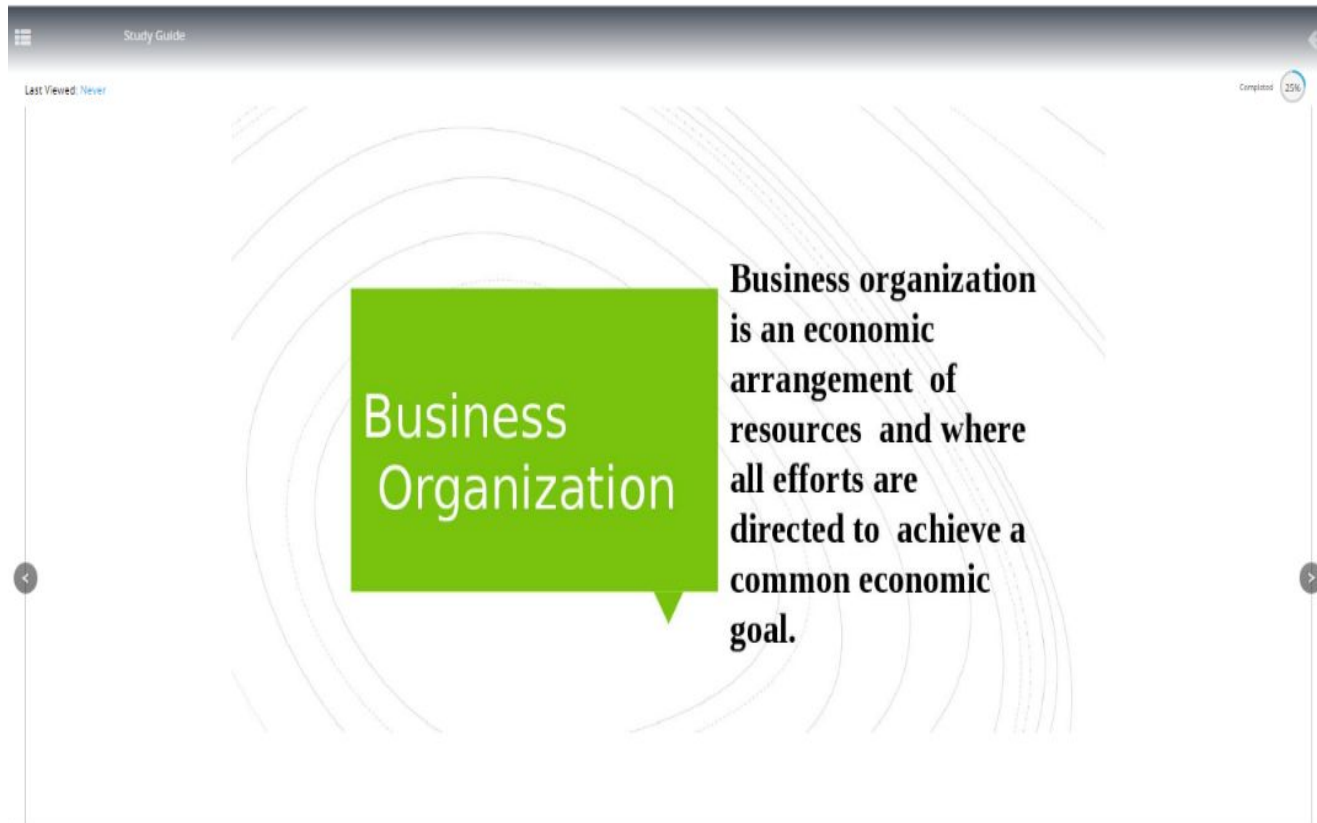 Study Guide
Last Viewed: Never
Completed 25%
Business
Organization
Business organization
is an economic
arrangement of
resources and where
all efforts are
directed to achieve a
common economic
goal.